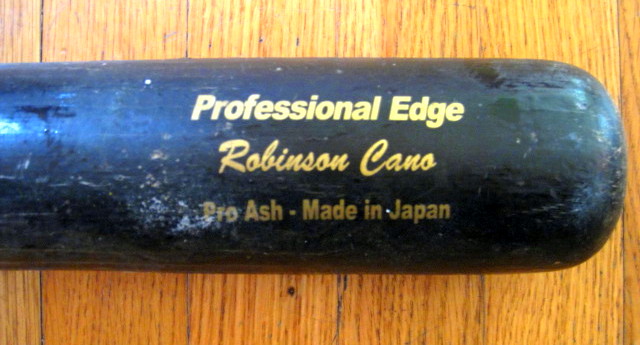 Professional Edge
Robinson Cano
Pro Ash - Made in Japan